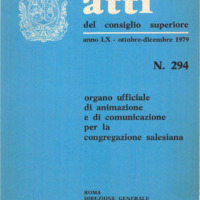 atti
del consiglio superiore
anno LX - ottobre-dicembre 1979
N. 294
organo ufficiale
di animazione
e di comunicazione
per la
congregazione salesiana
ROMA
DIREZIONE GENERALE